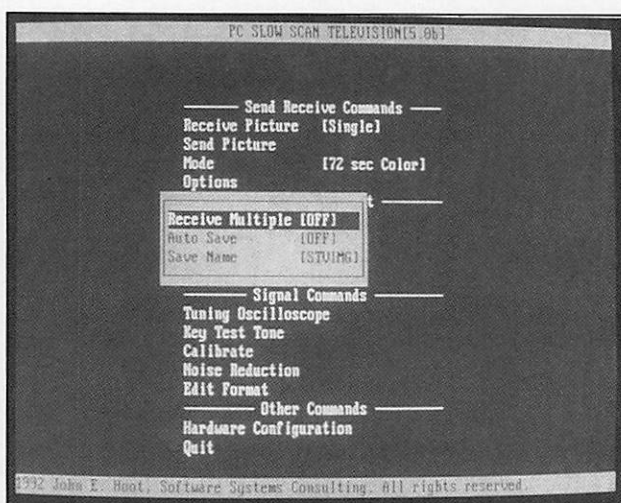 PC SLOW SCAN TELEVISION[5.0b]
Send Receive Commands
Receive Picture [Single]
Send Picture
Mode [72 sec Color]
Options
t
Receive Multiple [OFF]
Auto Save [OFF]
Save Name [STVIMG]
Signal Commands
Tuning Oscilloscope
Key Test Tone
Calibrate
Noise Reduction
Edit Format
Other Commands
Hardware Configuration
Quit
1992 John E. Hoot, Software Systems Consulting. All rights reserved.